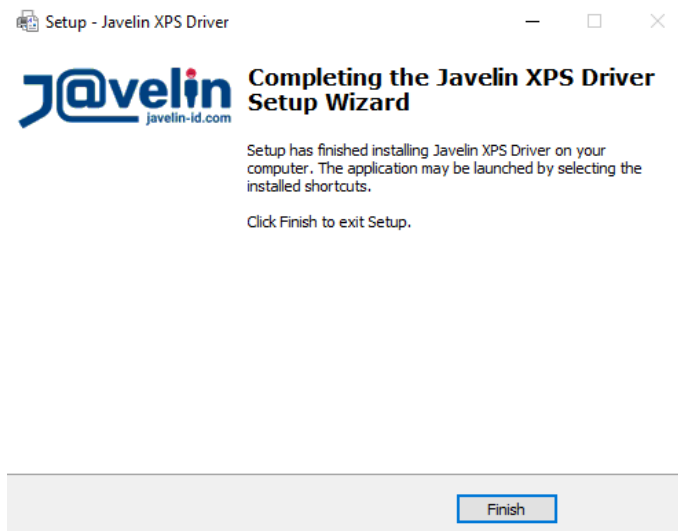 Setup - Javelin XPS Driver
J@velin
javelin-id.com
Completing the Javelin XPS Driver
Setup Wizard
Setup has finished installing Javelin XPS Driver on your
computer. The application may be launched by selecting the
installed shortcuts.
Click Finish to exit Setup.
Finish